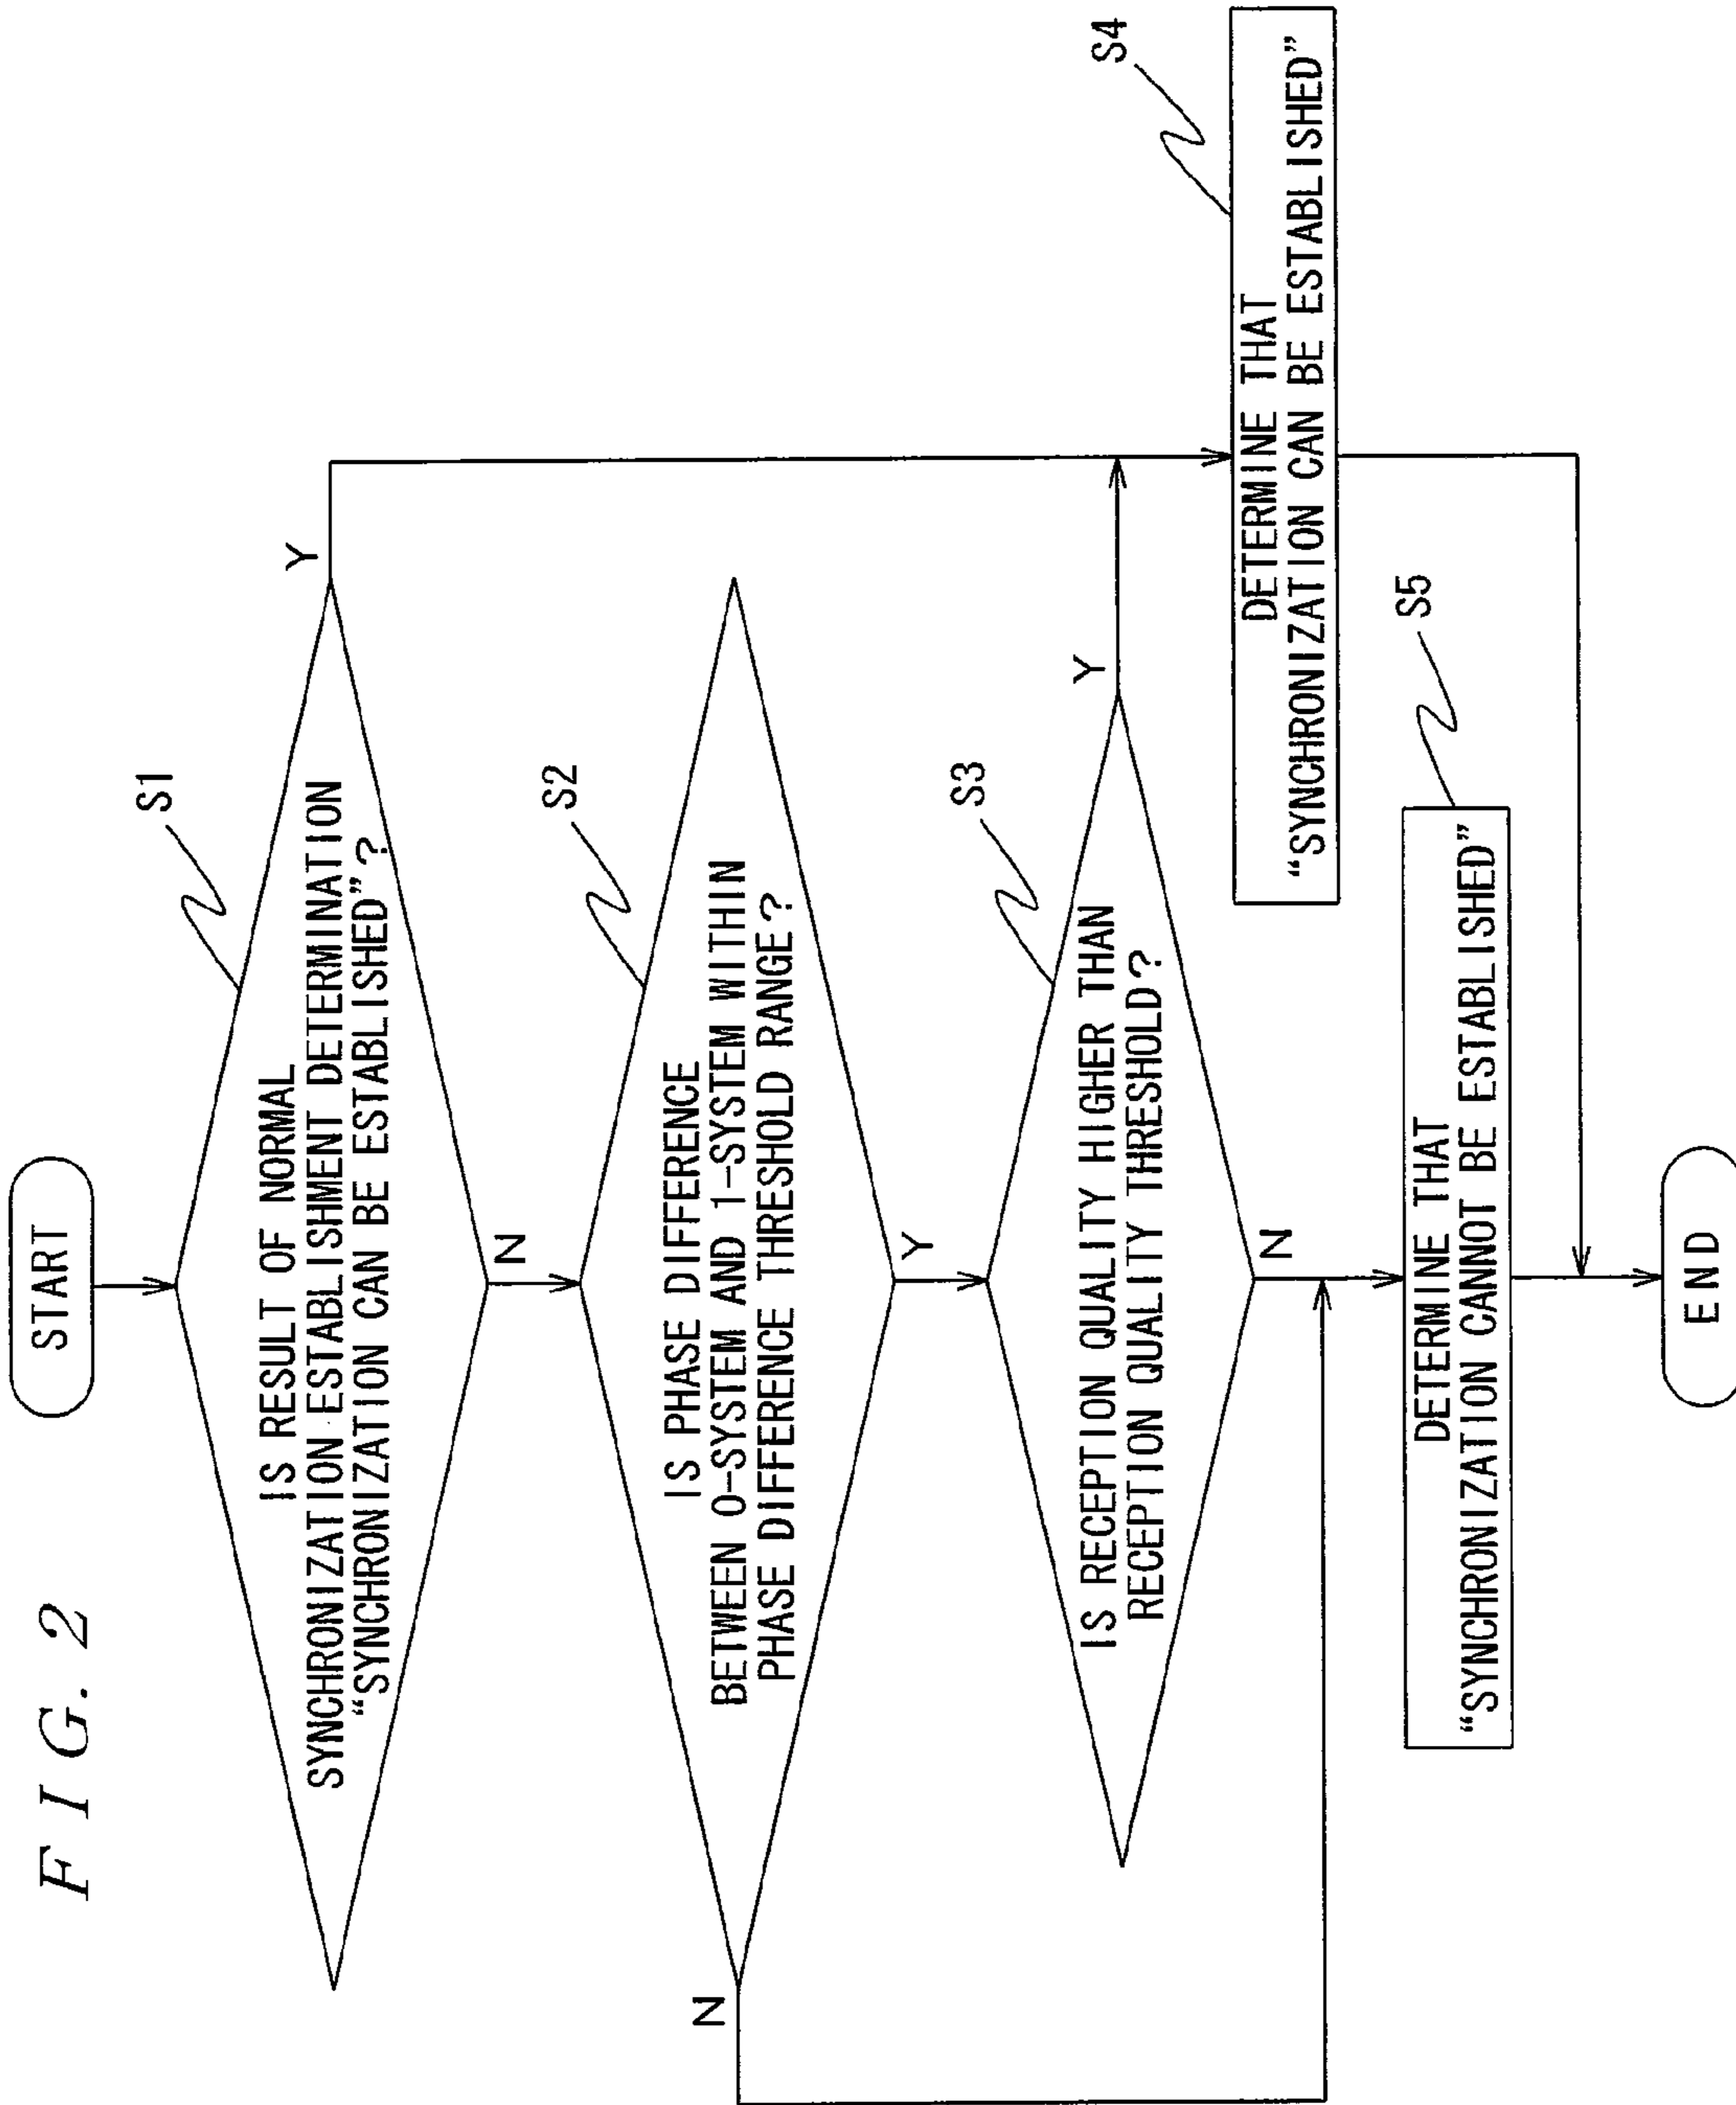 FIG. 2
START
S1
IS RESULT OF NORMAL
SYNCHRONIZATION ESTABLISHMENT DETERMINATION
“SYNCHRONIZATION CAN BE ESTABLISHED”?
Y
N
S2
IS PHASE DIFFERENCE
BETWEEN 0-SYSTEM AND 1-SYSTEM WITHIN
PHASE DIFFERENCE THRESHOLD RANGE?
N
Y
S3
IS RECEPTION QUALITY HIGHER THAN
RECEPTION QUALITY THRESHOLD?
Y
N
S4
DETERMINE THAT
“SYNCHRONIZATION CAN BE ESTABLISHED”
S5
DETERMINE THAT
“SYNCHRONIZATION CANNOT BE ESTABLISHED”
END